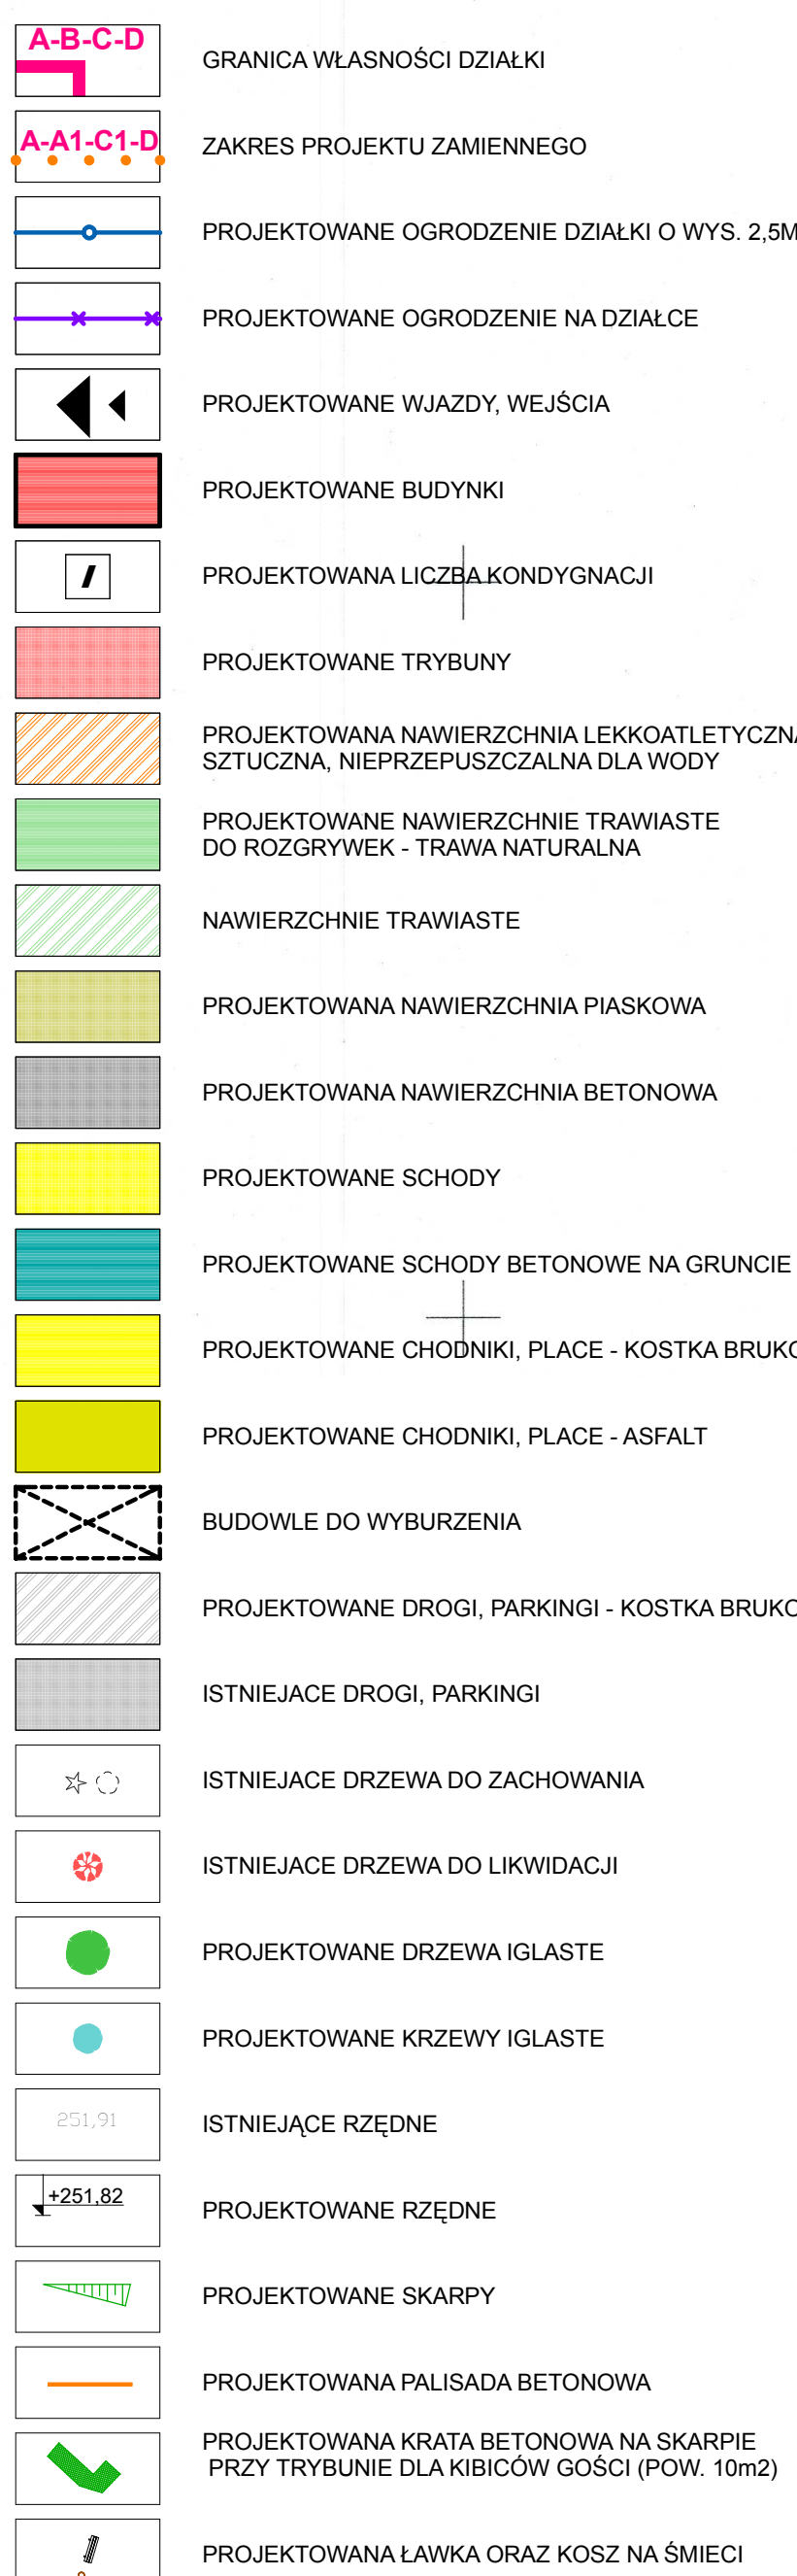 A-B-C-D
GRANICA WŁASNOŚCI DZIAŁKI
A-A1-C1-D
ZAKRES PROJEKTU ZAMIENNEGO
PROJEKTOWANE OGRODZENIE DZIAŁKI O WYS. 2,5M
PROJEKTOWANE OGRODZENIE NA DZIAŁCE
PROJEKTOWANE WJAZDY, WEJŚCIA
PROJEKTOWANE BUDYNKI
I
PROJEKTOWANA LICZBA KONDYGNACJI
PROJEKTOWANE TRYBUNY
PROJEKTOWANA NAWIERZCHNIA LEKKOATLETYCZNA
SZTUCZNA, NIEPRZEPUSZCZALNA DLA WODY
PROJEKTOWANE NAWIERZCHNIE TRAWIASTE
DO ROZGRYWEK - TRAWA NATURALNA
NAWIERZCHNIE TRAWIASTE
PROJEKTOWANA NAWIERZCHNIA PIASKOWA
PROJEKTOWANA NAWIERZCHNIA BETONOWA
PROJEKTOWANE SCHODY
PROJEKTOWANE SCHODY BETONOWE NA GRUNCIE
PROJEKTOWANE CHODNIKI, PLACE - KOSTKA BRUKO
PROJEKTOWANE CHODNIKI, PLACE - ASFALT
BUDOWLE DO WYBURZENIA
PROJEKTOWANE DROGI, PARKINGI - KOSTKA BRUKO
ISTNIEJACE DROGI, PARKINGI
ISTNIEJACE DRZEWA DO ZACHOWANIA
ISTNIEJACE DRZEWA DO LIKWIDACJI
PROJEKTOWANE DRZEWA IGLASTE
PROJEKTOWANE KRZEWY IGLASTE
251,91
ISTNIEJĄCE RZĘDNE
+251,82
PROJEKTOWANE RZĘDNE
PROJEKTOWANE SKARPY
PROJEKTOWANA PALISADA BETONOWA
PROJEKTOWANA KRATA BETONOWA NA SKARPIE
PRZY TRYBUNIE DLA KIBICÓW GOŚCI (POW. 10m2)
PROJEKTOWANA ŁAWKA ORAZ KOSZ NA ŚMIECI